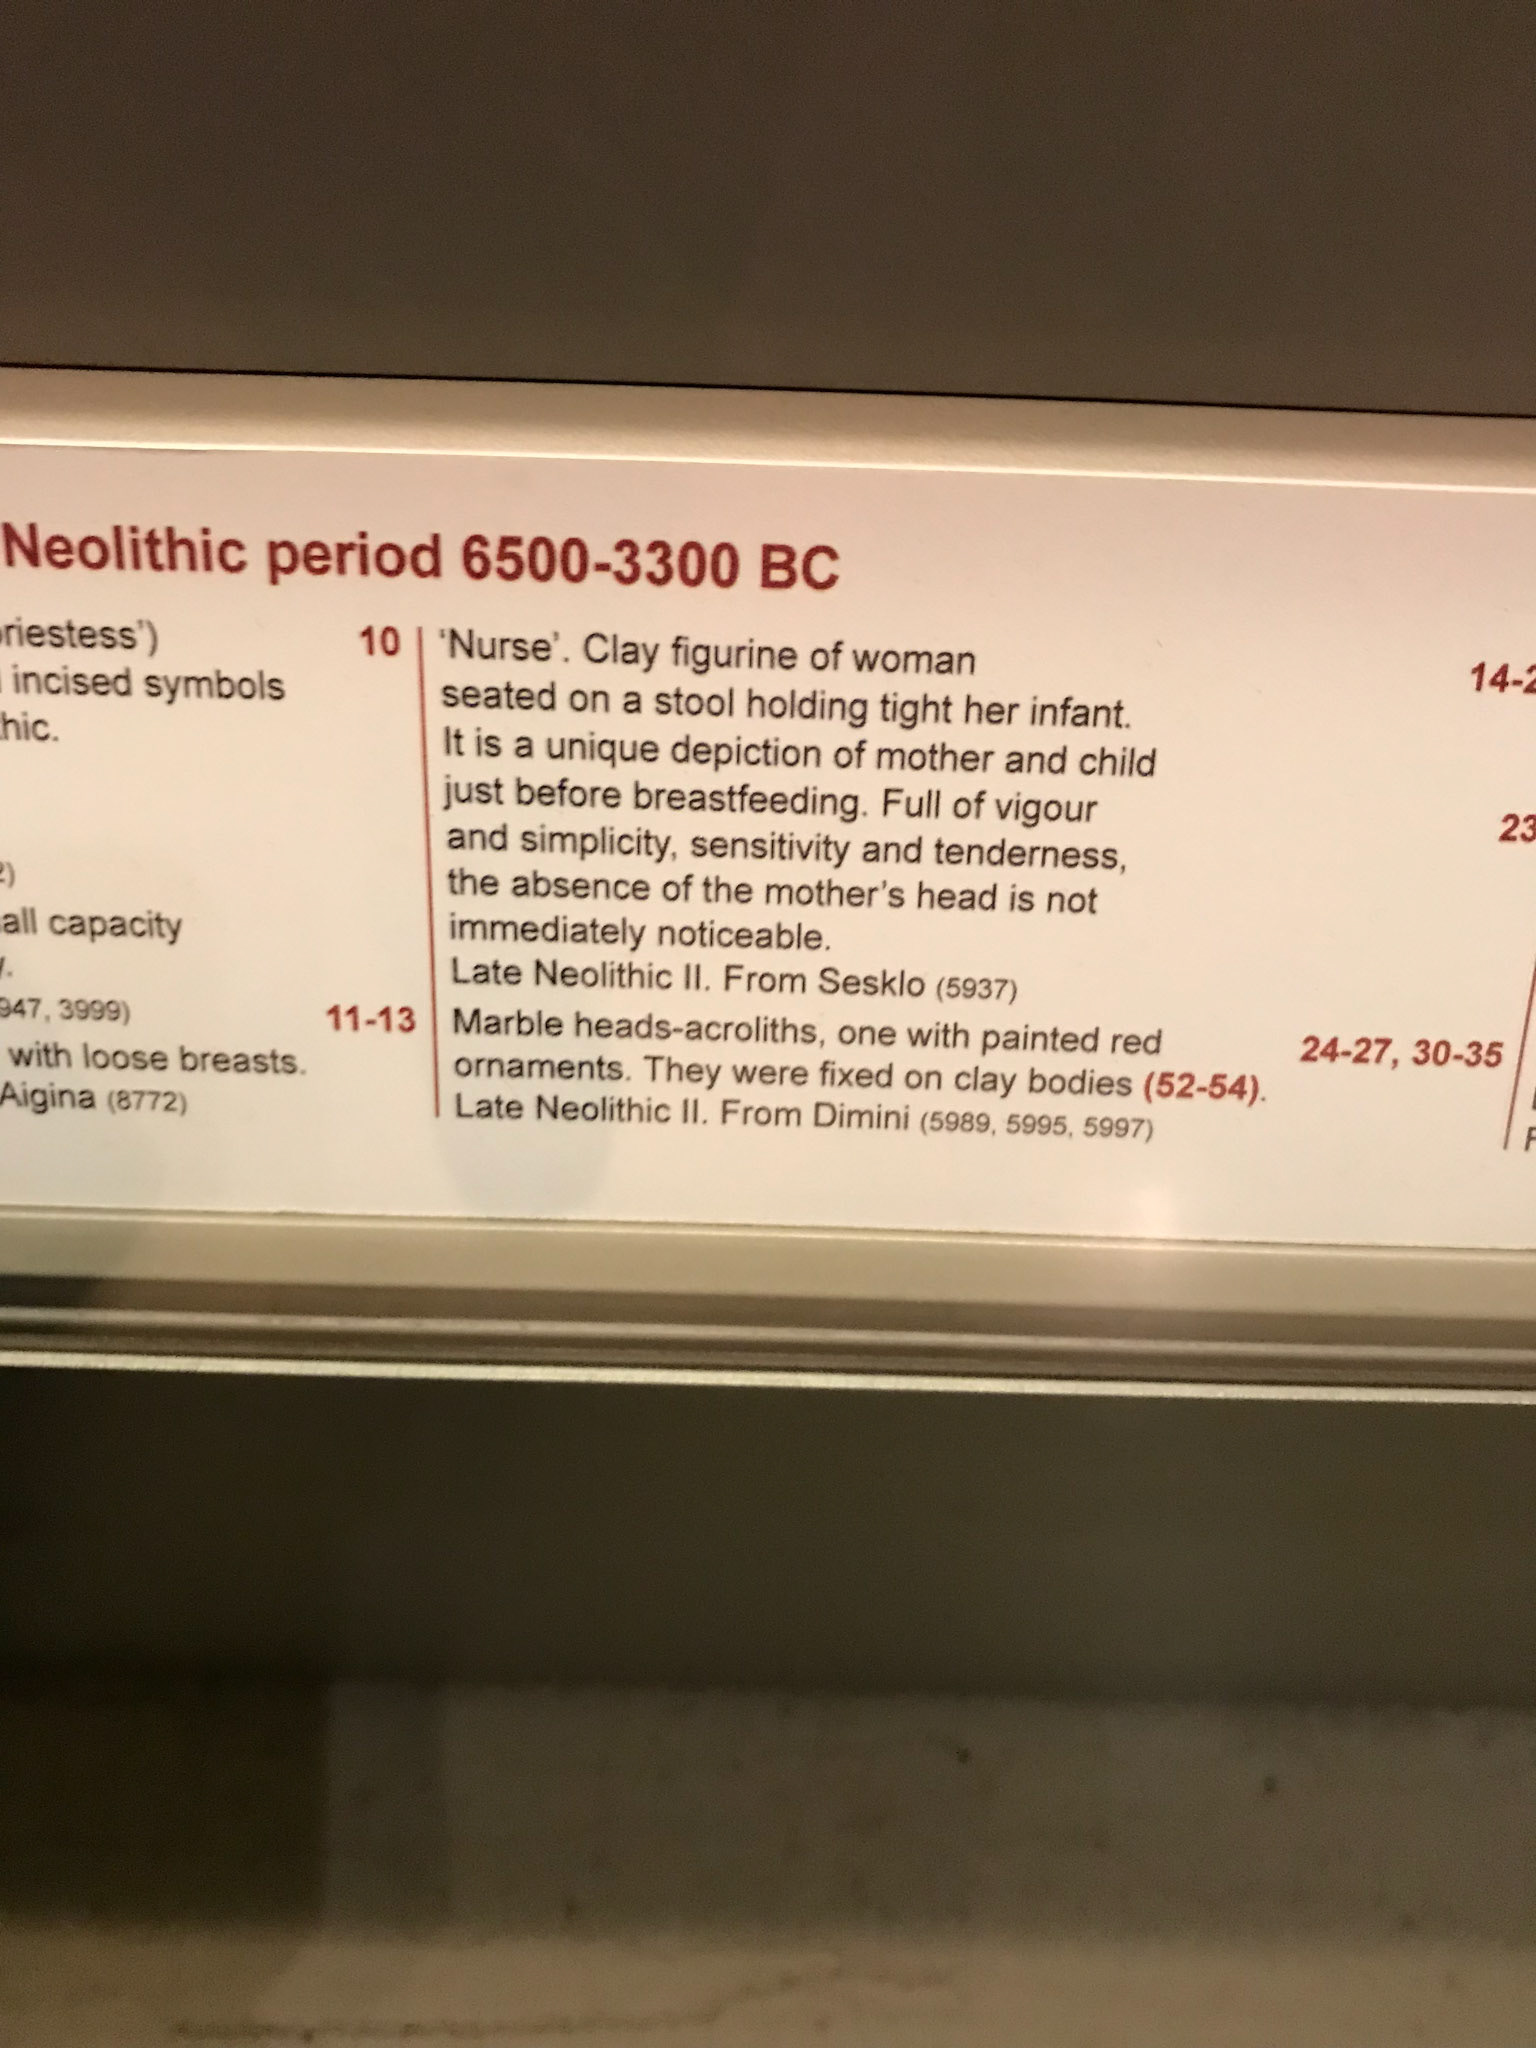 Neolithic period 6500-3300 BC
riestess')
incised symbols
hic.
2)
all capacity
947, 3999)
with loose breasts.
Aigina (8772)
10
'Nurse'. Clay figurine of woman
seated on a stool holding tight her infant.
It is a unique depiction of mother and child
just before breastfeeding. Full of vigour
and simplicity, sensitivity and tenderness,
the absence of the mother's head is not
immediately noticeable.
Late Neolithic II. From Sesklo (5937)
11-13
Marble heads-acroliths, one with painted red
ornaments. They were fixed on clay bodies (52-54).
Late Neolithic II. From Dimini (5989, 5995, 5997)
14-2
23
24-27, 30-35